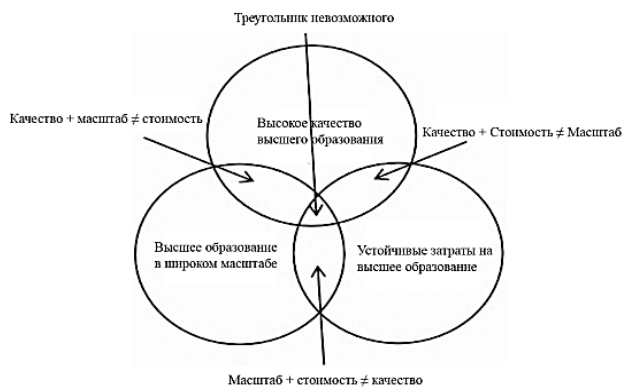 Треугольник невозможного
Качество + масштаб ≠ стоимость
Высокое качество
высшего образования
Качество + Стоимость ≠ Масштаб
Высшее образование
в широком масштабе
Устойчивые затраты на
высшее образование
Масштаб + стоимость ≠ качество